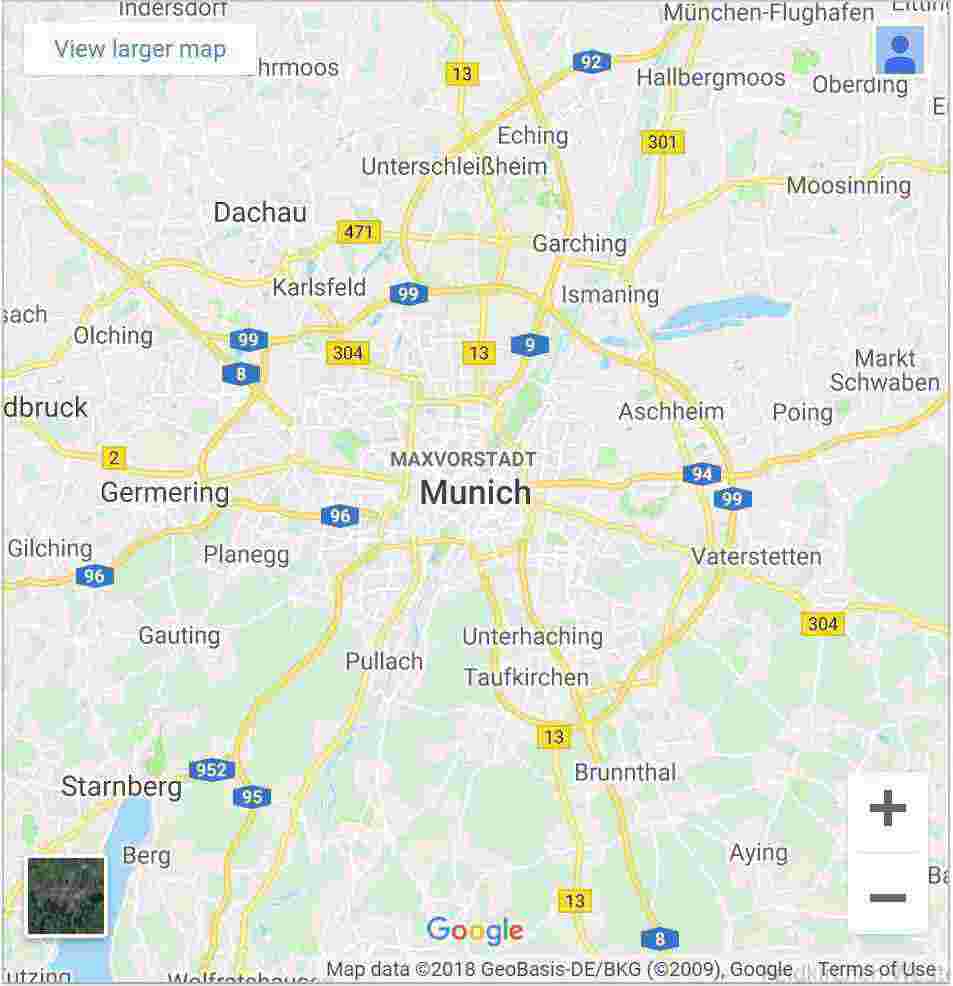 Indersdorf
München-Flughafen
View larger map
92
13
Hallbergmoos
Oberding
Eching
301
Unterschleißheim
Moosinning
Dachau
471
Garching
Karlsfeld
99
Ismaning
Olching
99
304
13
9
8
Markt
Schwaben
Aschheim
Poing
2
MAXVORSTADT
94
Germering
Munich
99
96
Gilching
Planegg
Vaterstetten
96
304
Gauting
Unterhaching
Pullach
Taufkirchen
13
952
Brunnthal
Starnberg
95
+
Berg
Aying
−
13
Google
8
Map data ©2018 GeoBasis-DE/BKG (©2009), Google
Terms of Use